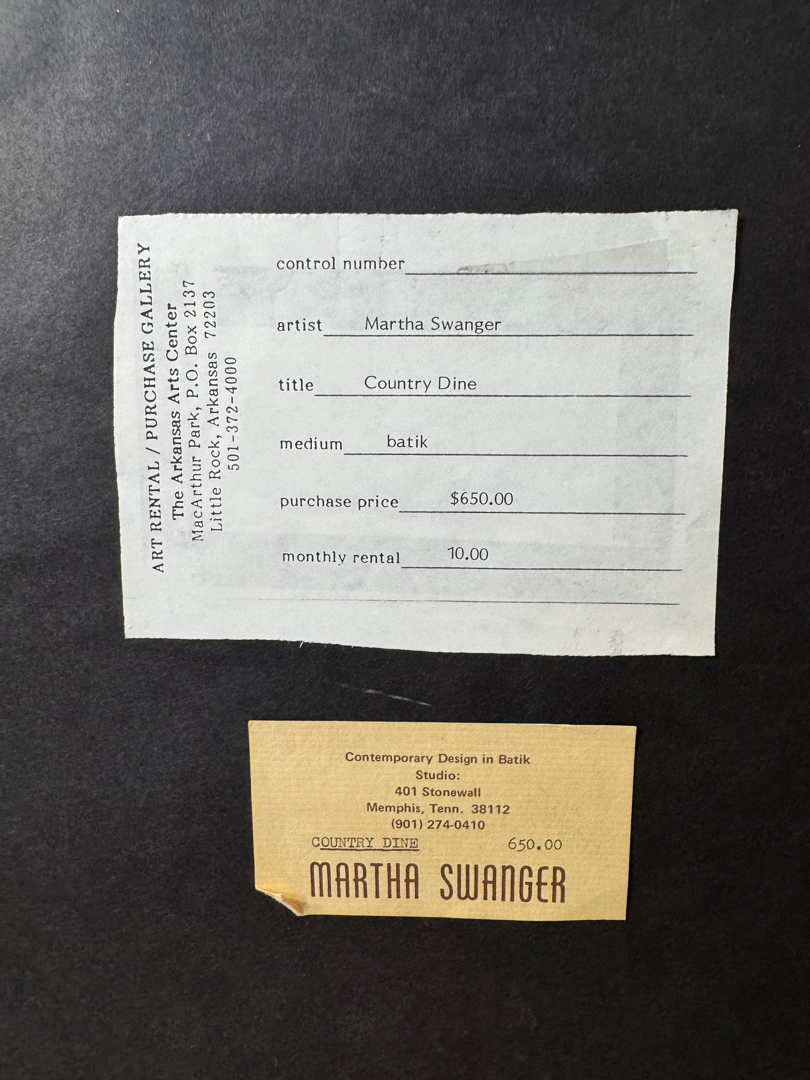 ART RENTAL / PURCHASE GALLERY
The Arkansas Arts Center
MacArthur Park, P.O. Box 2137
Little Rock, Arkansas 72203
501-372-4000
control number
artist Martha Swanger
title Country Dine
medium batik
purchase price $650.00
monthly rental 10.00
Contemporary Design in Batik
Studio:
401 Stonewall
Memphis, Tenn. 38112
(901) 274-0410
COUNTRY DINE 650.00
MARTHA SWANGER